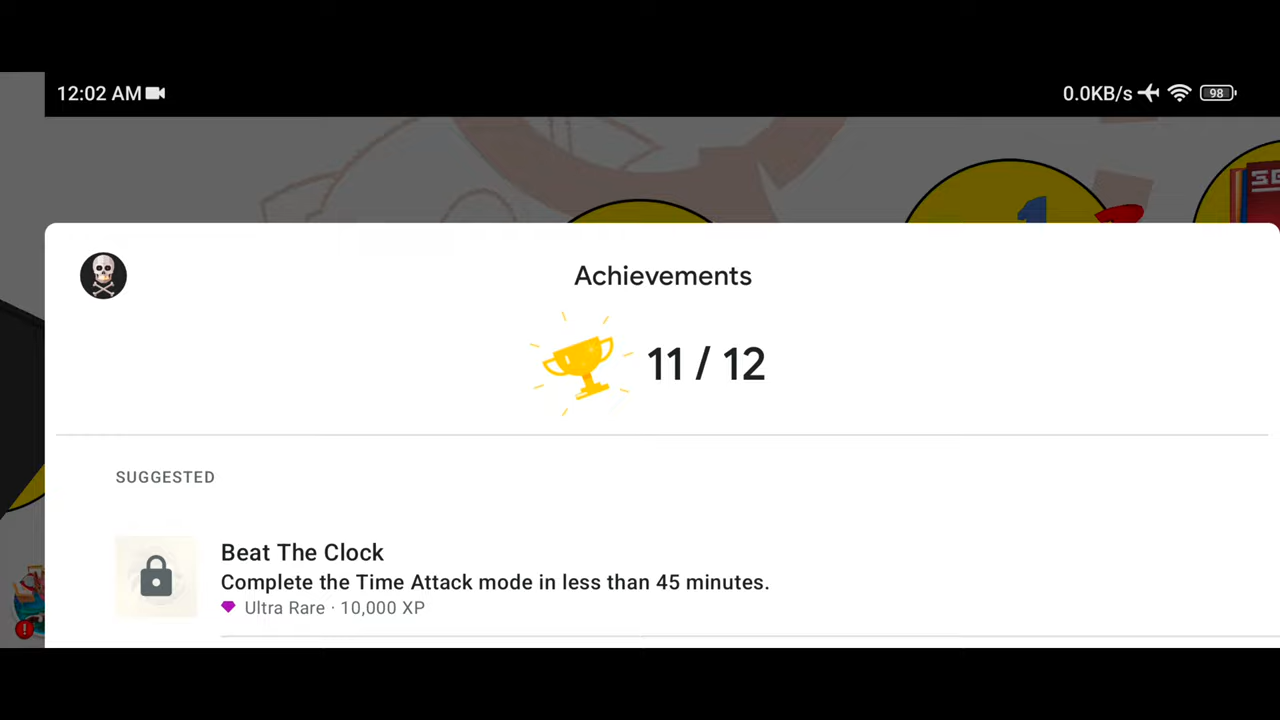 12:02 AM
0.0KB/s
98
Achievements
11 / 12
SUGGESTED
Beat The Clock
Complete the Time Attack mode in less than 45 minutes.
Ultra Rare · 10,000 XP
!